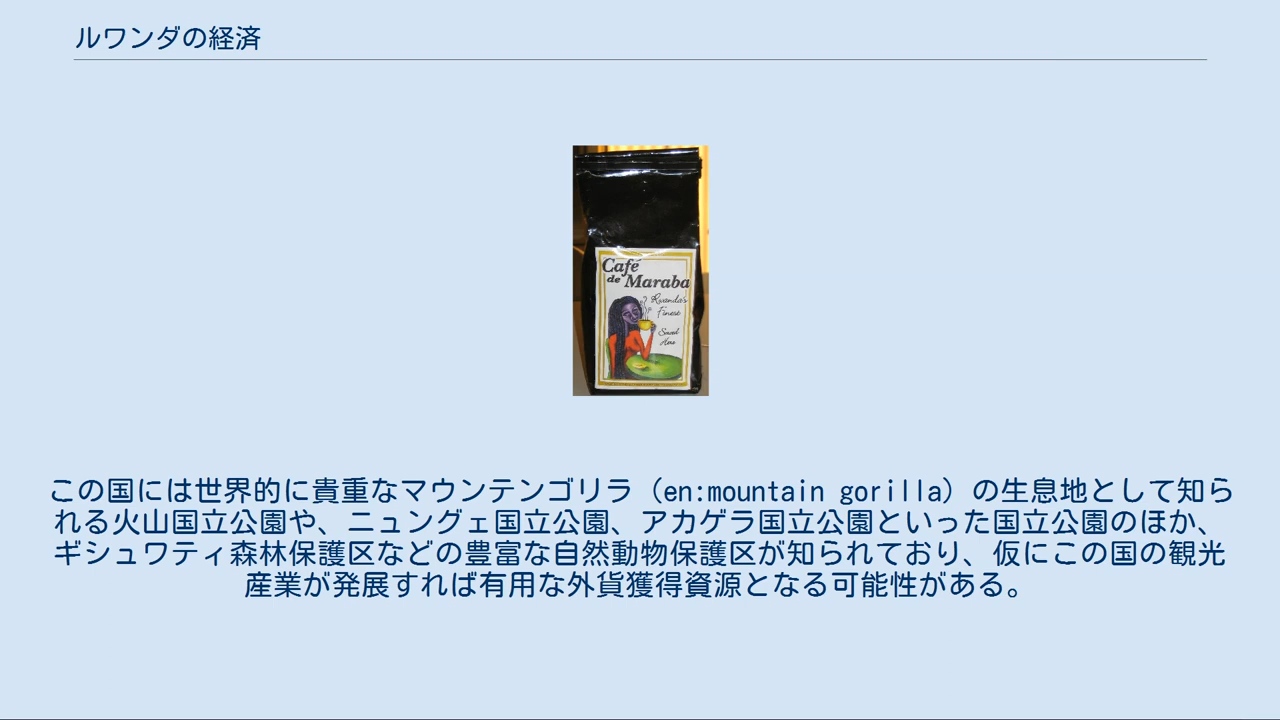 ルワンダの経済
Café
de Maraba
Rwanda's
Finest
この国には世界的に貴重なマウンテンゴリラ（en:mountain gorilla）の生息地として知ら
れる火山国立公園や、ニュングェ国立公園、アカゲラ国立公園といった国立公園のほか、
ギシュワティ森林保護区などの豊富な自然動物保護区が知られており、仮にこの国の観光
産業が発展すれば有用な外貨獲得資源となる可能性がある。